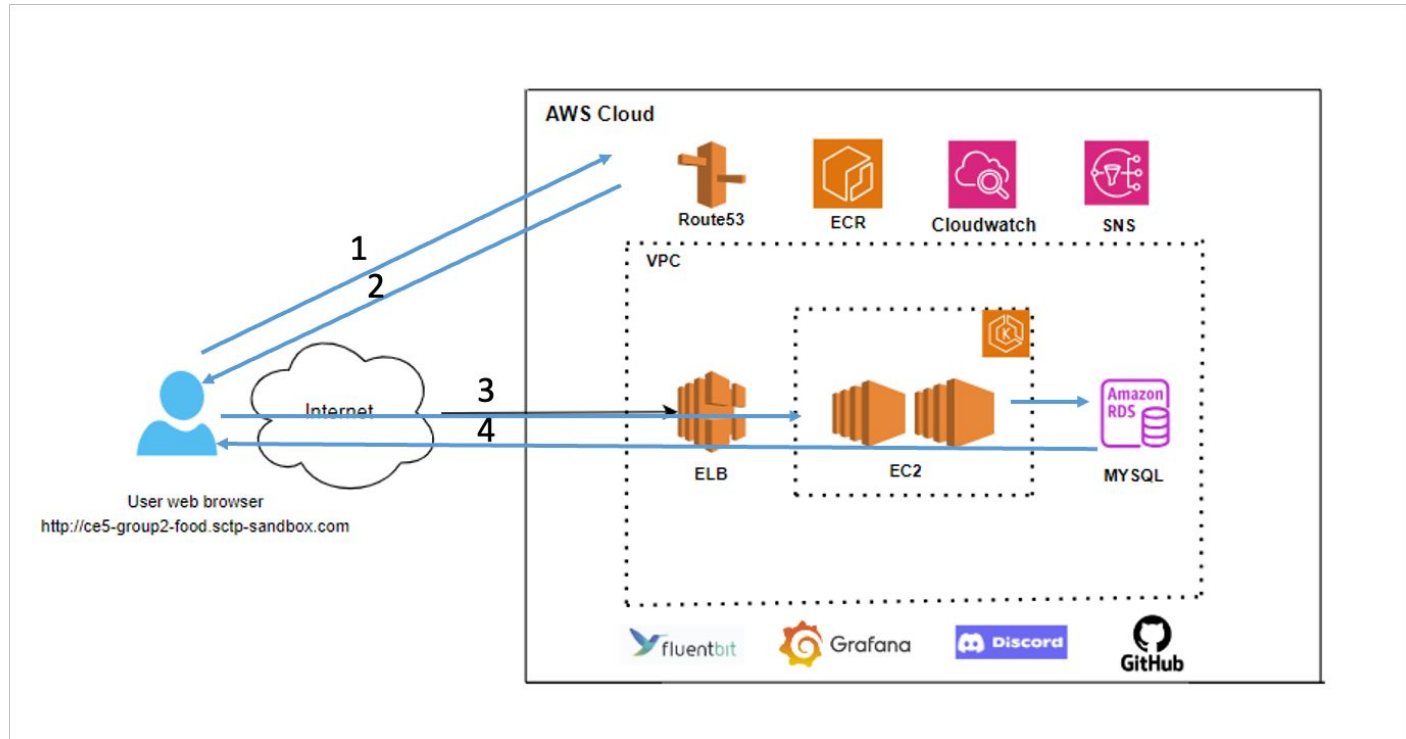 AWS Cloud
Route53
ECR
Cloudwatch
SNS
1
2
VPC
K
3
Internet
4
Amazon
RDS
ELB
EC2
MYSQL
User web browser
http://ce5-group2-food.sctp-sandbox.com
fluentbit
Grafana
Discord
GitHub